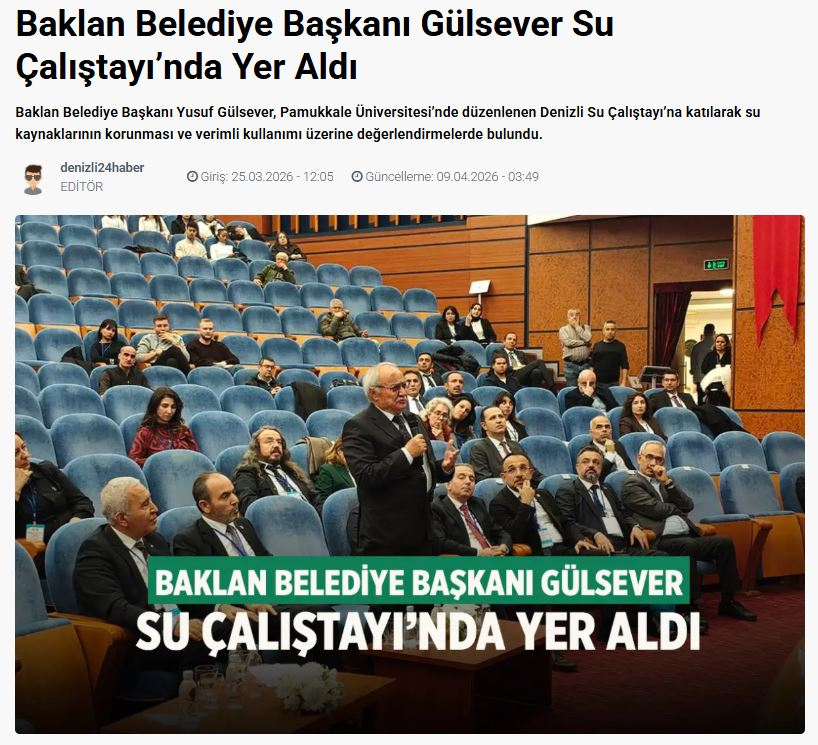 Baklan Belediye Başkanı Gülsever Su
Çalıştayı’nda Yer Aldı
Baklan Belediye Başkanı Yusuf Gülsever, Pamukkale Üniversitesi’nde düzenlenen Denizli Su Çalıştayı’na katılarak su
kaynaklarının korunması ve verimli kullanımı üzerine değerlendirmelerde bulundu.
denizli24haber
EDİTÖR
Giriş: 25.03.2026 - 12:05
Güncelleme: 09.04.2026 - 03:49
BAKLAN BELEDİYE BAŞKANI GÜLSEVER
SU ÇALIŞTAYI’NDA YER ALDI